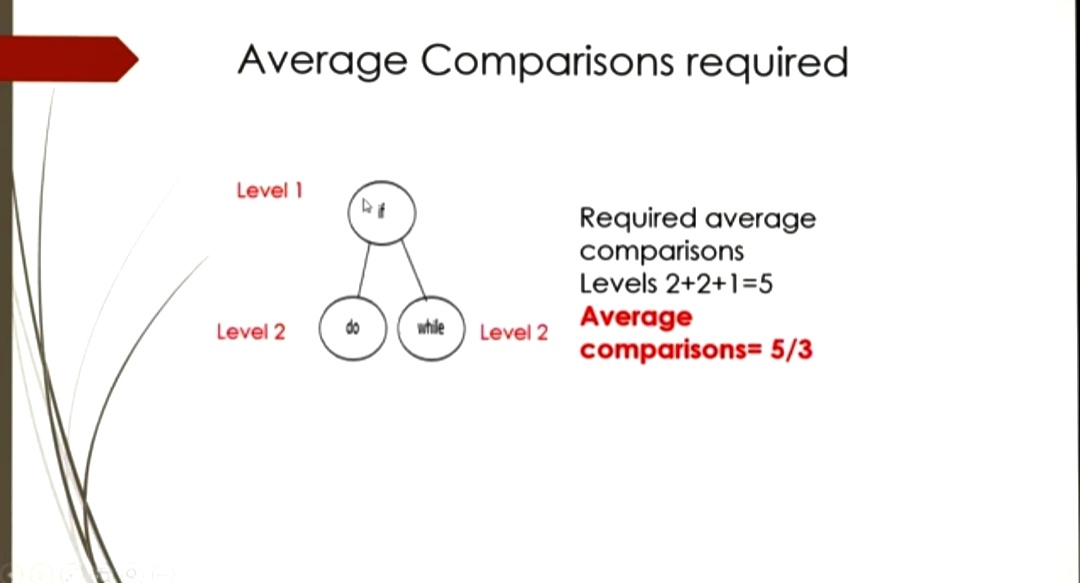 Average Comparisons required
Level 1
if
Required average
comparisons
Levels 2+2+1=5
Average
comparisons= 5/3
Level 2
do
while
Level 2